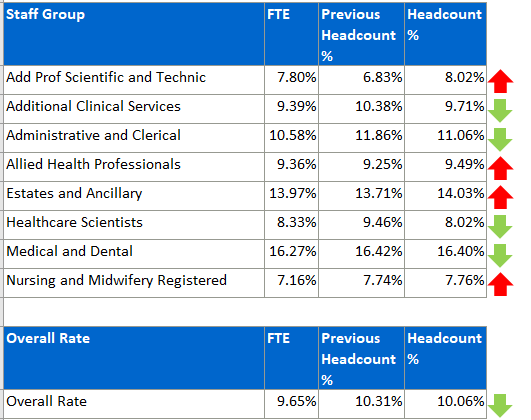 Staff Group FTE Previous Headcount % Headcount %
Add Prof Scientific and Technic 7.80% 6.83% 8.02%
Additional Clinical Services 9.39% 10.38% 9.71%
Administrative and Clerical 10.58% 11.86% 11.06%
Allied Health Professionals 9.36% 9.25% 9.49%
Estates and Ancillary 13.97% 13.71% 14.03%
Healthcare Scientists 8.33% 9.46% 8.02%
Medical and Dental 16.27% 16.42% 16.40%
Nursing and Midwifery Registered 7.16% 7.74% 7.76%
Overall Rate FTE Previous Headcount % Headcount %
Overall Rate 9.65% 10.31% 10.06%